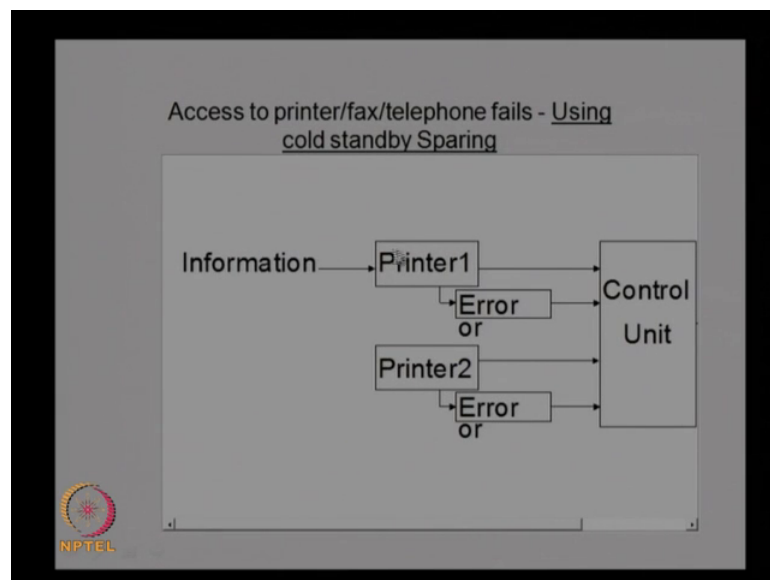 Access to printer/fax/telephone fails - Using
cold standby Sparing
Information
Printer1
Error
or
Control
Unit
Printer2
Error
or
NPTEL